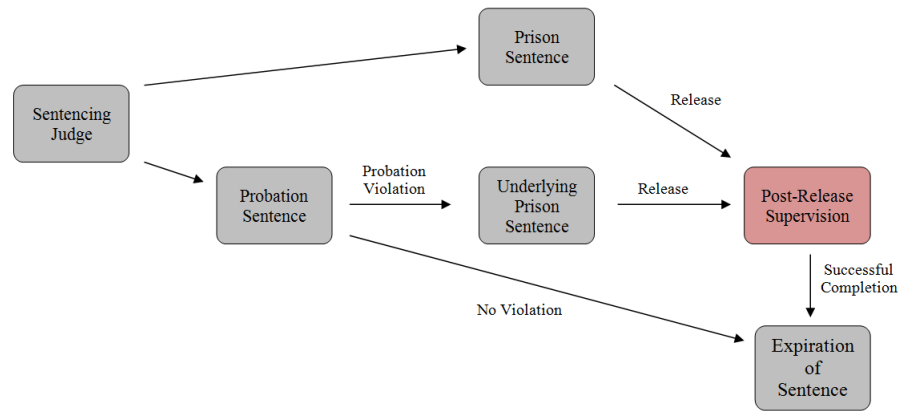 Prison
Sentence
Release
Sentencing
Judge
Probation
Violation
Probation
Sentence
Underlying
Prison
Sentence
Release
Post-Release
Supervision
Successful
Completion
No Violation
Expiration
of
Sentence